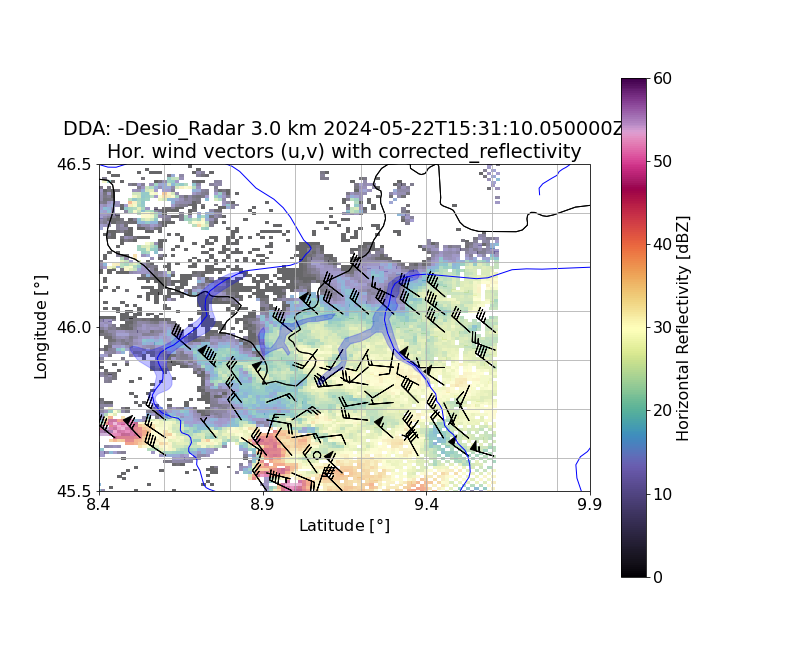 DDA: -Desio_Radar 3.0 km 2024-05-22T15:31:10.050000Z
Hor. wind vectors (u,v) with corrected_reflectivity
46.5
46.0
45.5
Longitude [°]
8.4
8.9
9.4
9.9
Latitude [°]
60
50
40
30
20
10
0
Horizontal Reflectivity [dBZ]